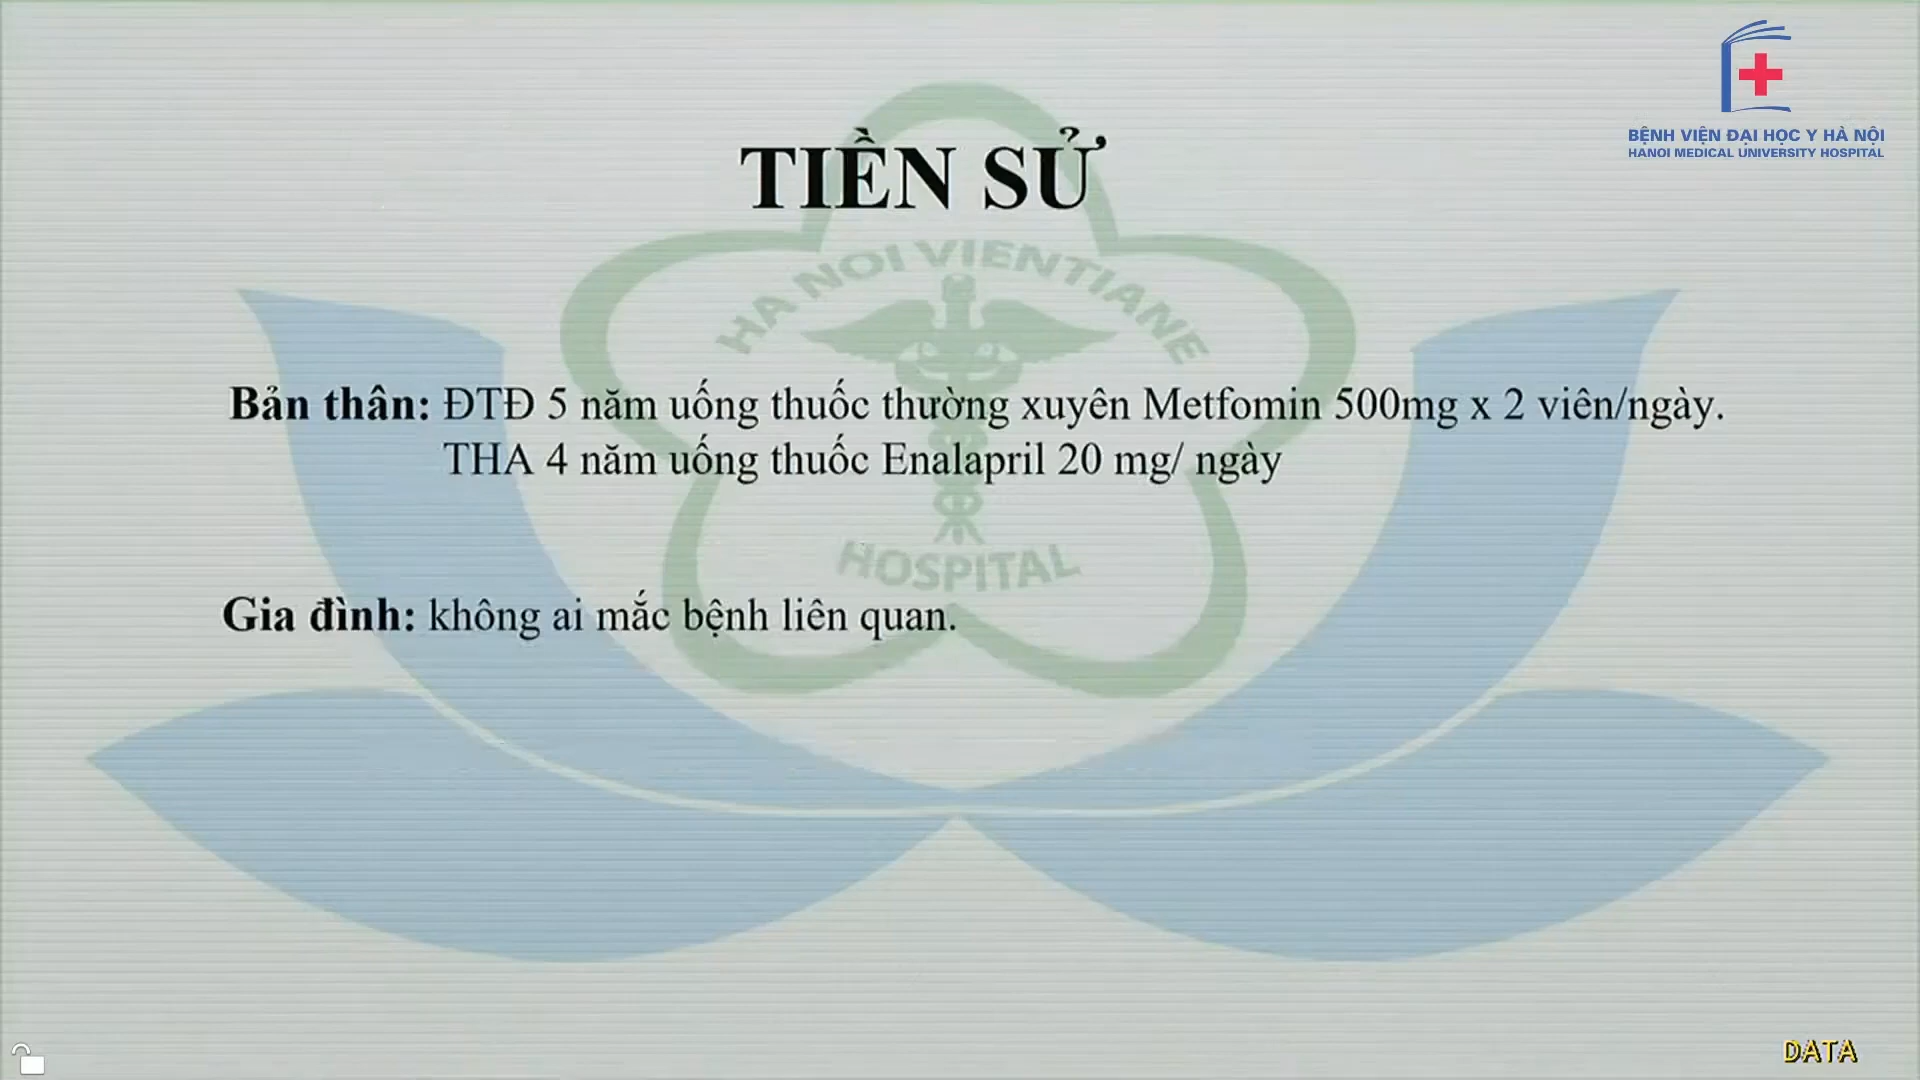 BỆNH VIỆN ĐẠI HỌC Y HÀ NỘI
HANOI MEDICAL UNIVERSITY HOSPITAL
TIỀN SỬ
HA NOI VIENTIANE
Bản thân: ĐTĐ 5 năm uống thuốc thường xuyên Metfomin 500mg x 2 viên/ngày.
THA 4 năm uống thuốc Enalapril 20 mg/ ngày
HOSPITAL
Gia đình: không ai mắc bệnh liên quan.
DATA